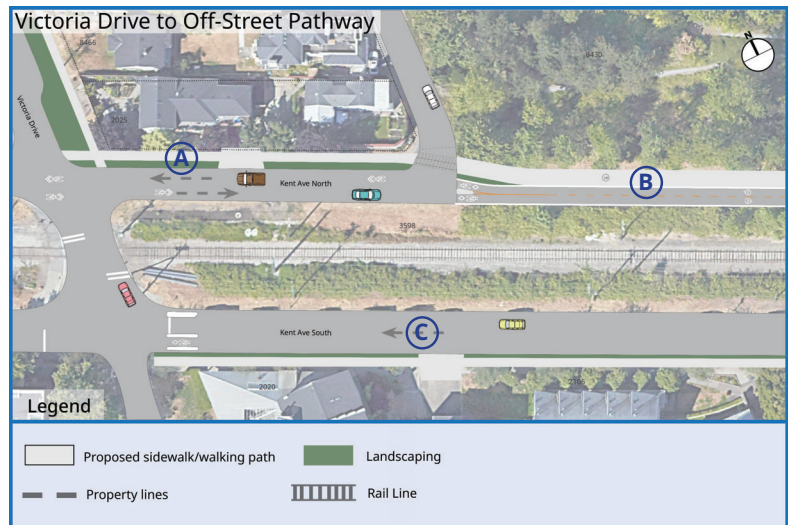 Victoria Drive to Off-Street Pathway
8466
8430
N
Victoria Drive
2025
A
B
Kent Ave North
3598
C
Kent Ave South
2020
Legend
Proposed sidewalk/walking path
Landscaping
Property lines
Rail Line